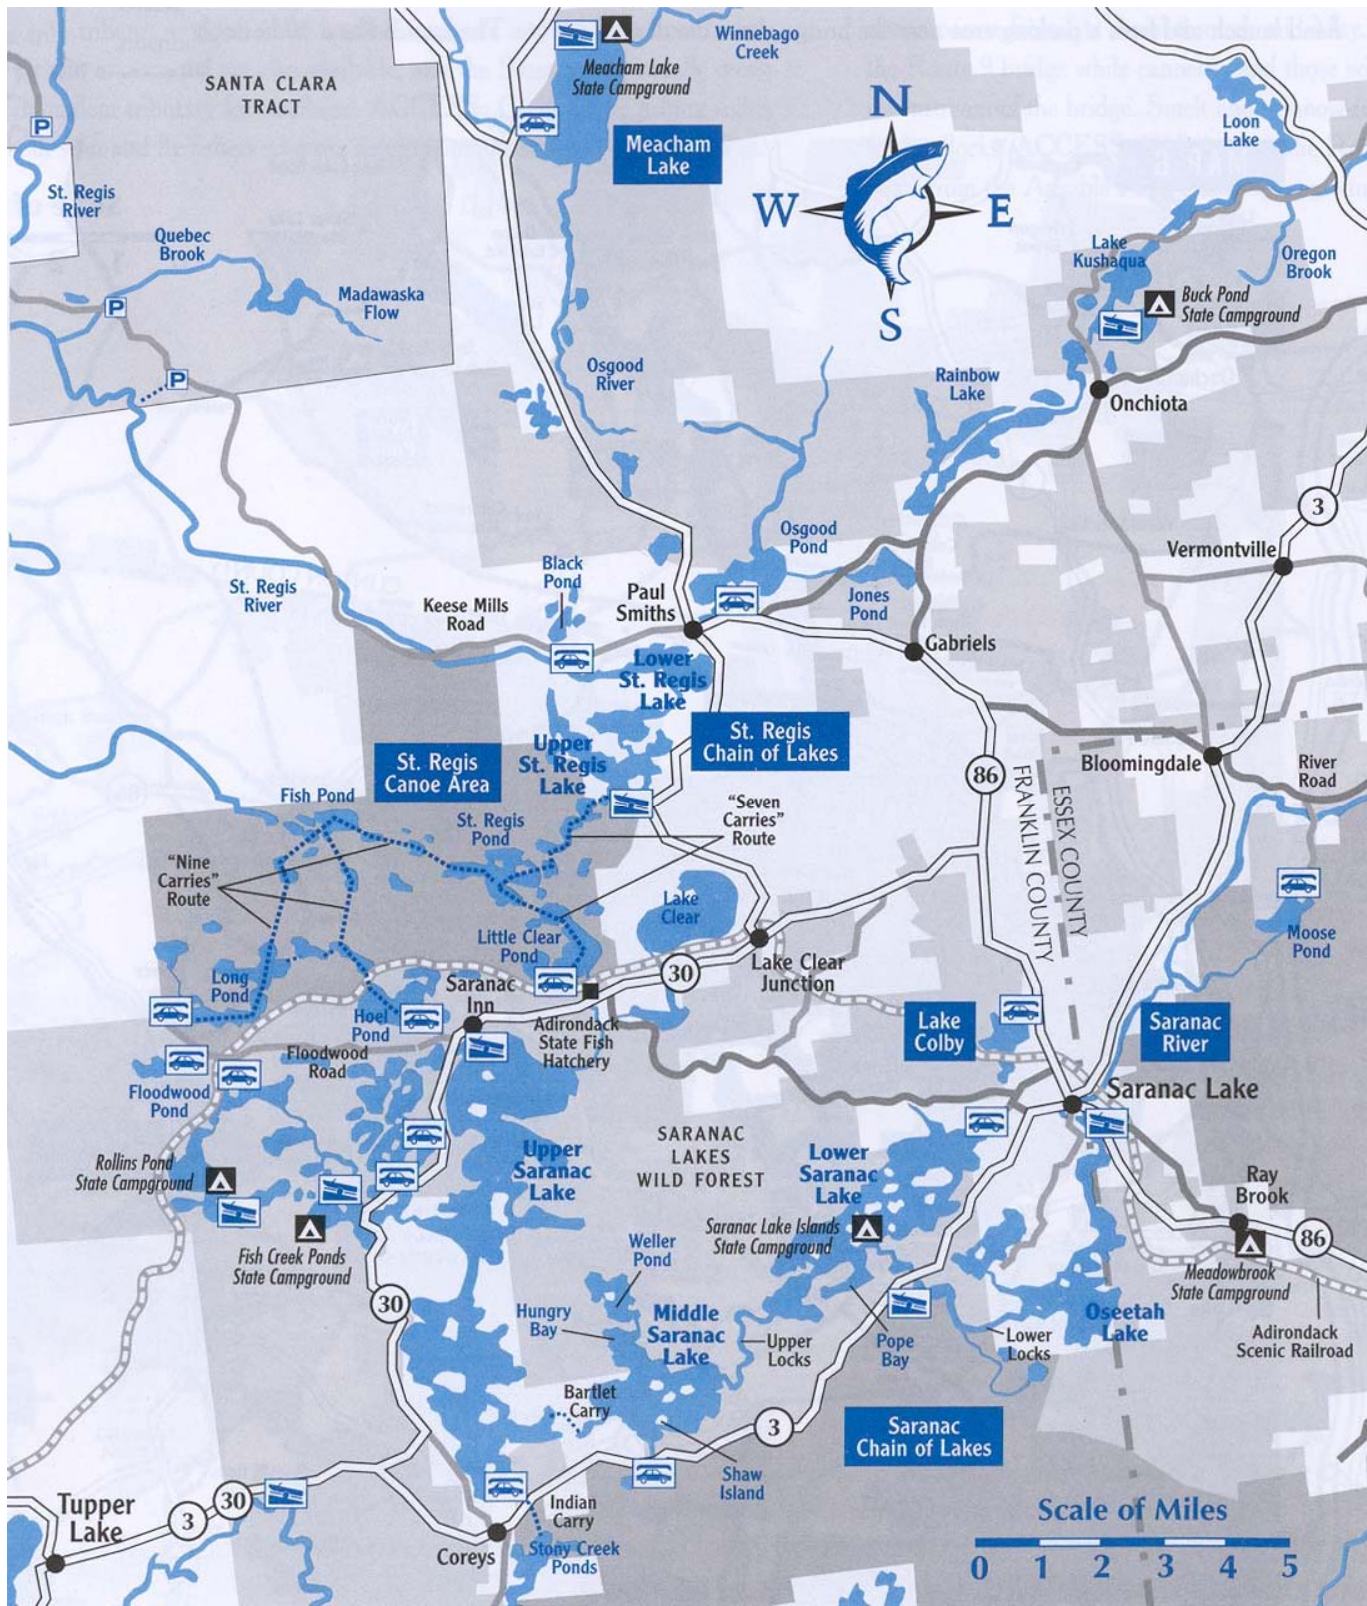 Winnebago
Creek
Meacham Lake
State Campground
SANTA CLARA
TRACT
Meacham
Lake
N
W
E
S
Loon
Lake
P
St. Regis
River
Quebec
Brook
Madawaska
Flow
P
P
Lake
Kushaqua
Oregon
Brook
Buck Pond
State Campground
Osgood
River
Rainbow
Lake
Onchiota
3
Vermontville
Osgood
Pond
Black
Pond
St. Regis
River
Keese Mills
Road
Paul
Smiths
Jones
Pond
Gabriels
Lower
St. Regis
Lake
St. Regis
Chain of Lakes
Upper
St. Regis
Lake
St. Regis
Canoe Area
86
FRANKLIN COUNTY
ESSEX COUNTY
Bloomingdale
River
Road
Fish Pond
St. Regis
Pond
"Seven
Carries"
Route
"Nine
Carries"
Route
Lake
Clear
Little Clear
Pond
Moose
Pond
Long
Pond
Hoel
Pond
Saranac
Inn
30
Lake Clear
Junction
Adirondack
State Fish
Hatchery
Lake
Colby
Saranac
River
Floodwood
Road
Floodwood
Pond
Saranac Lake
SARANAC
LAKES
WILD FOREST
Upper
Saranac
Lake
Lower
Saranac
Lake
Rollins Pond
State Campground
Ray
Brook
86
Saranac Lake Islands
State Campground
Fish Creek Ponds
State Campground
Weller
Pond
Meadowbrook
State Campground
30
Hungry
Bay
Middle
Saranac
Lake
Upper
Locks
Pope
Bay
Lower
Locks
Oseetah
Lake
Adirondack
Scenic Railroad
Bartlet
Carry
3
Saranac
Chain of Lakes
Shaw
Island
Tupper
Lake
3
30
Indian
Carry
Coreys
Stony Creek
Ponds
Scale of Miles
0 1 2 3 4 5